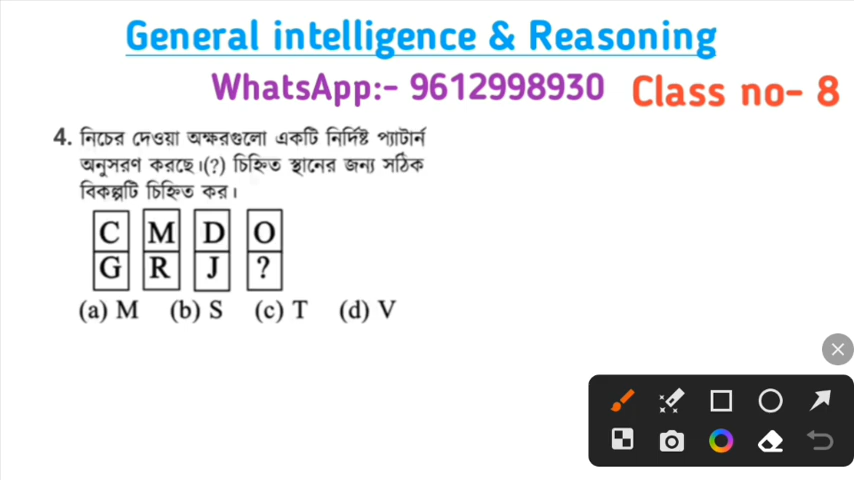 General intelligence & Reasoning
WhatsApp:- 9612998930 Class no- 8
4. নিচের দেওয়া অক্ষরগুলো একটি নির্দিষ্ট প্যাটার্ন
অনুসরণ করছে।(?) চিহ্নিত স্থানের জন্য সঠিক
বিকল্পটি চিহ্নিত কর।
C M D O
G R J ?
(a) M (b) S (c) T (d) V